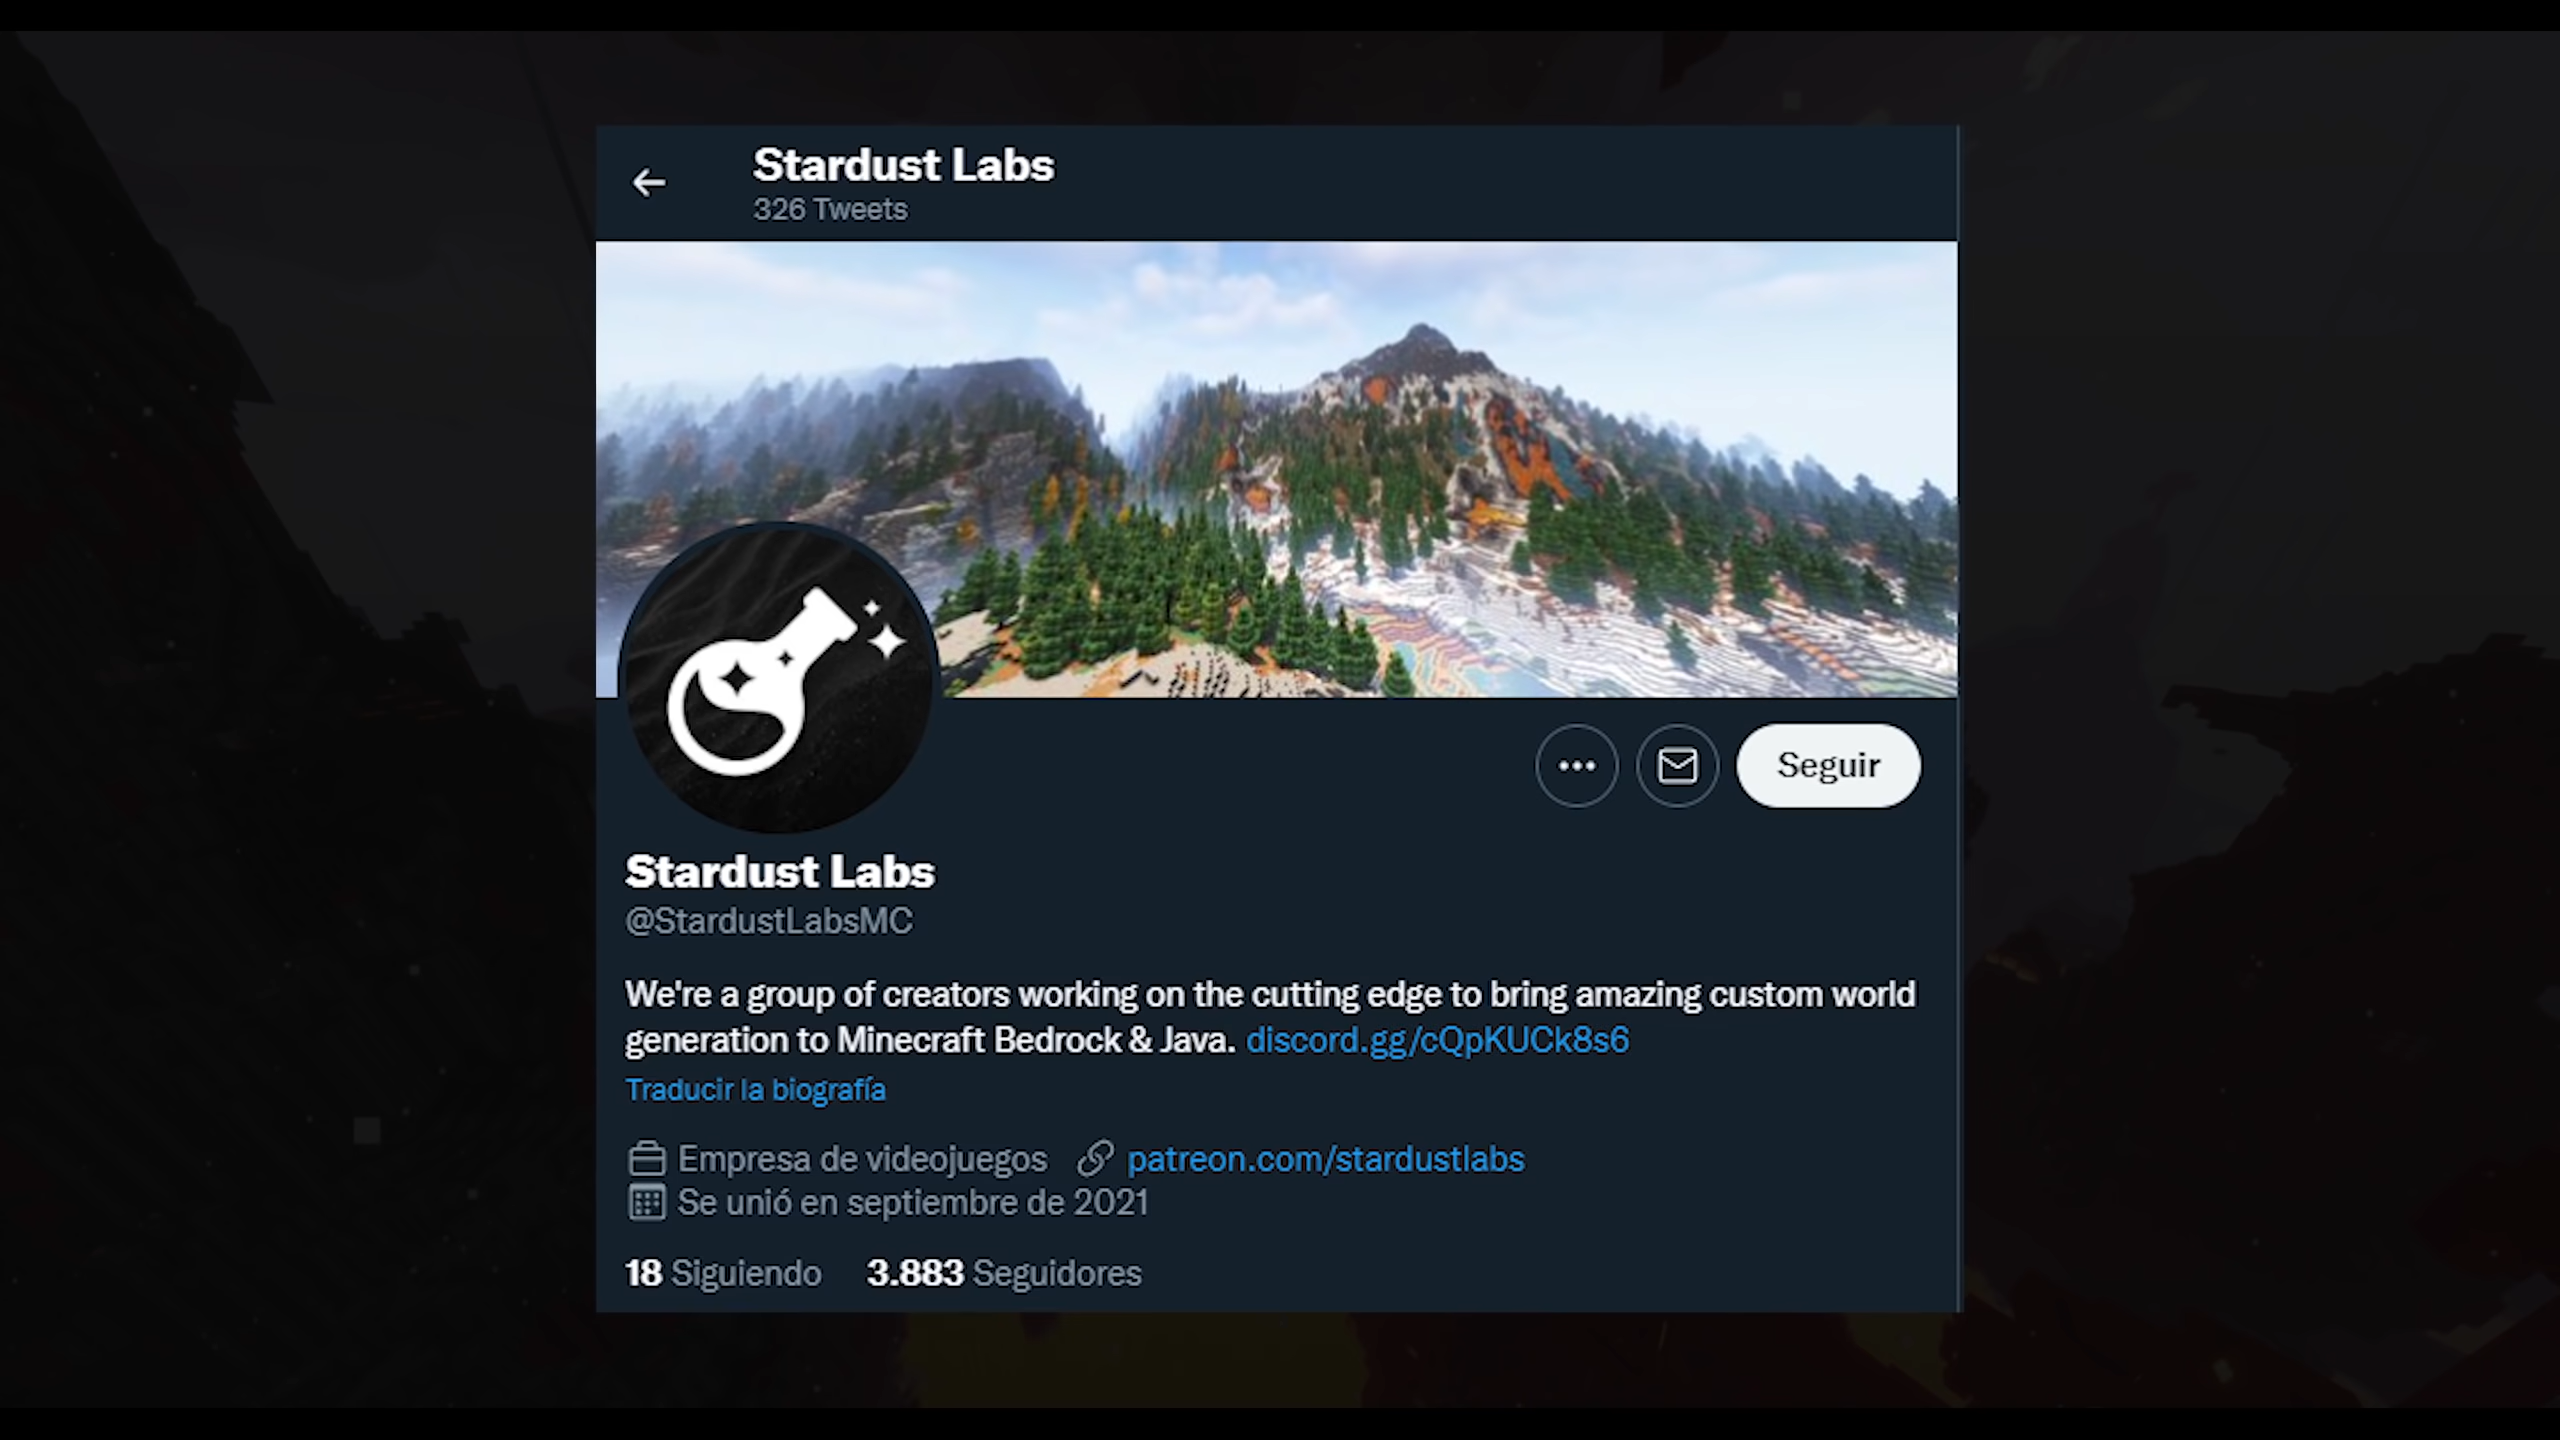 Stardust Labs
326 Tweets
Seguir
Stardust Labs
@StardustLabsMC
We're a group of creators working on the cutting edge to bring amazing custom world
generation to Minecraft Bedrock & Java. discord.gg/cQpKUCk8s6
Traducir la biografía
Empresa de videojuegos patreon.com/stardustlabs
Se unió en septiembre de 2021
18 Siguiendo 3.883 Seguidores